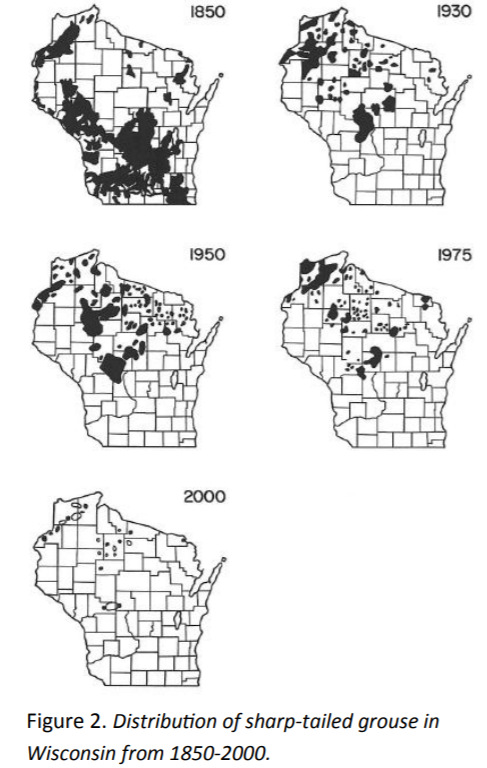 1850
1930
1950
1975
2000
Figure 2. Distribution of sharp-tailed grouse in
Wisconsin from 1850-2000.